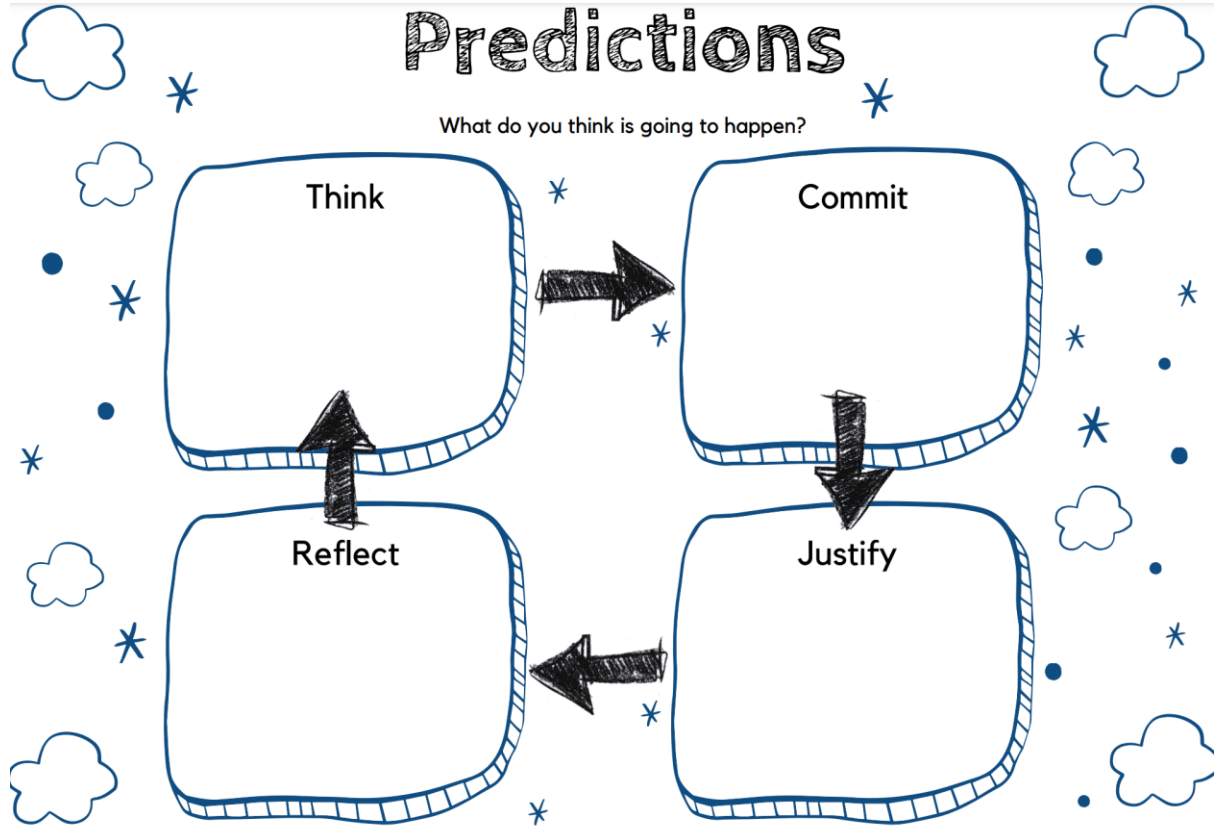 Predictions
What do you think is going to happen?
Think
Commit
Reflect
Justify